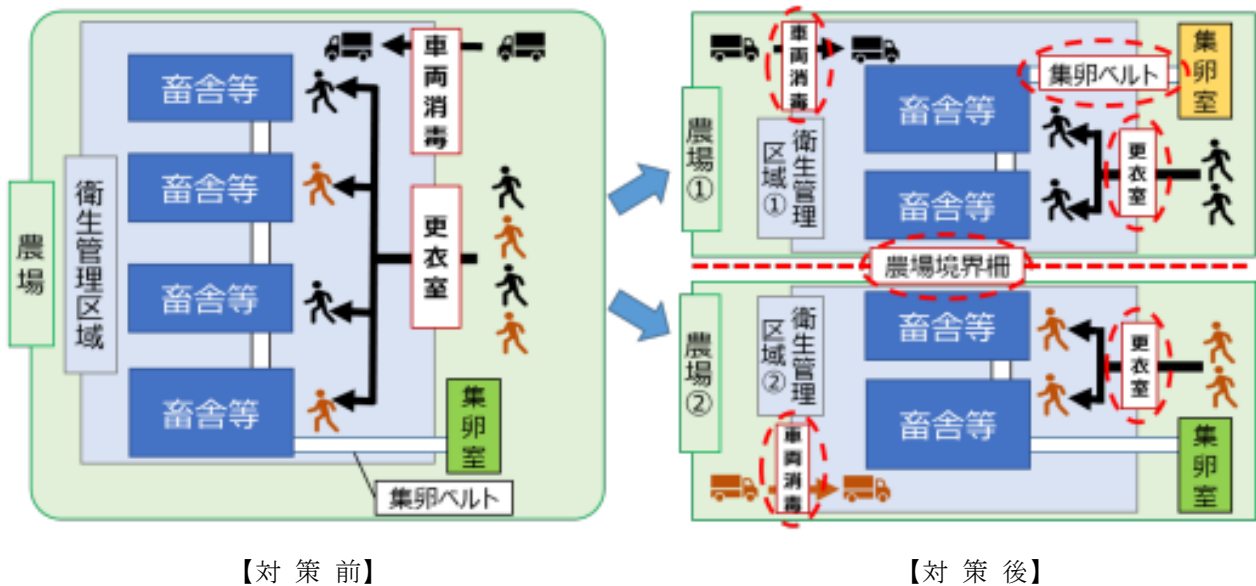 農場
衛生管理区域
畜舎等
畜舎等
畜舎等
畜舎等
車両消毒
更衣室
集卵室
集卵ベルト
【対 策 前】
農場①
衛生管理
区域①
車両消毒
畜舎等
畜舎等
集卵ベルト
集卵室
更衣室
農場境界柵
農場②
衛生管理
区域②
車両消毒
畜舎等
畜舎等
更衣室
集卵室
【対 策 後】